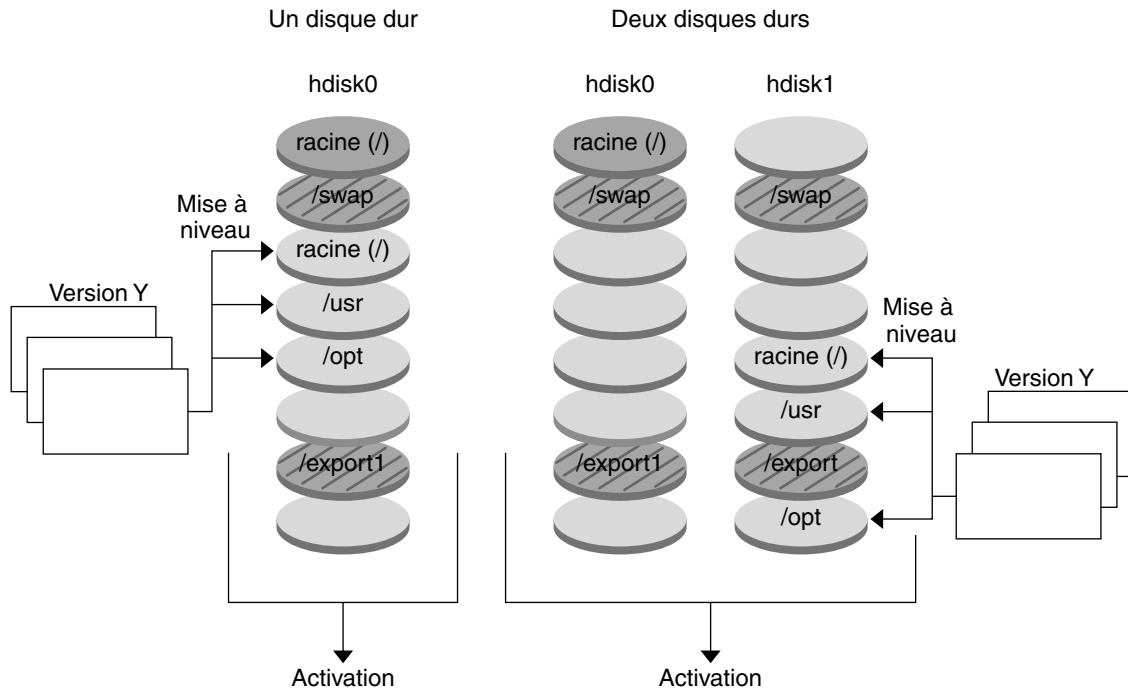 Un disque dur
Deux disques durs
hdisk0
hdisk0
hdisk1
racine (/)
racine (/)
/swap
/swap
/swap
Mise à
niveau
racine (/)
Version Y
/usr
Mise à
niveau
/opt
racine (/)
Version Y
/usr
/export1
/export1
/export
/opt
Activation
Activation